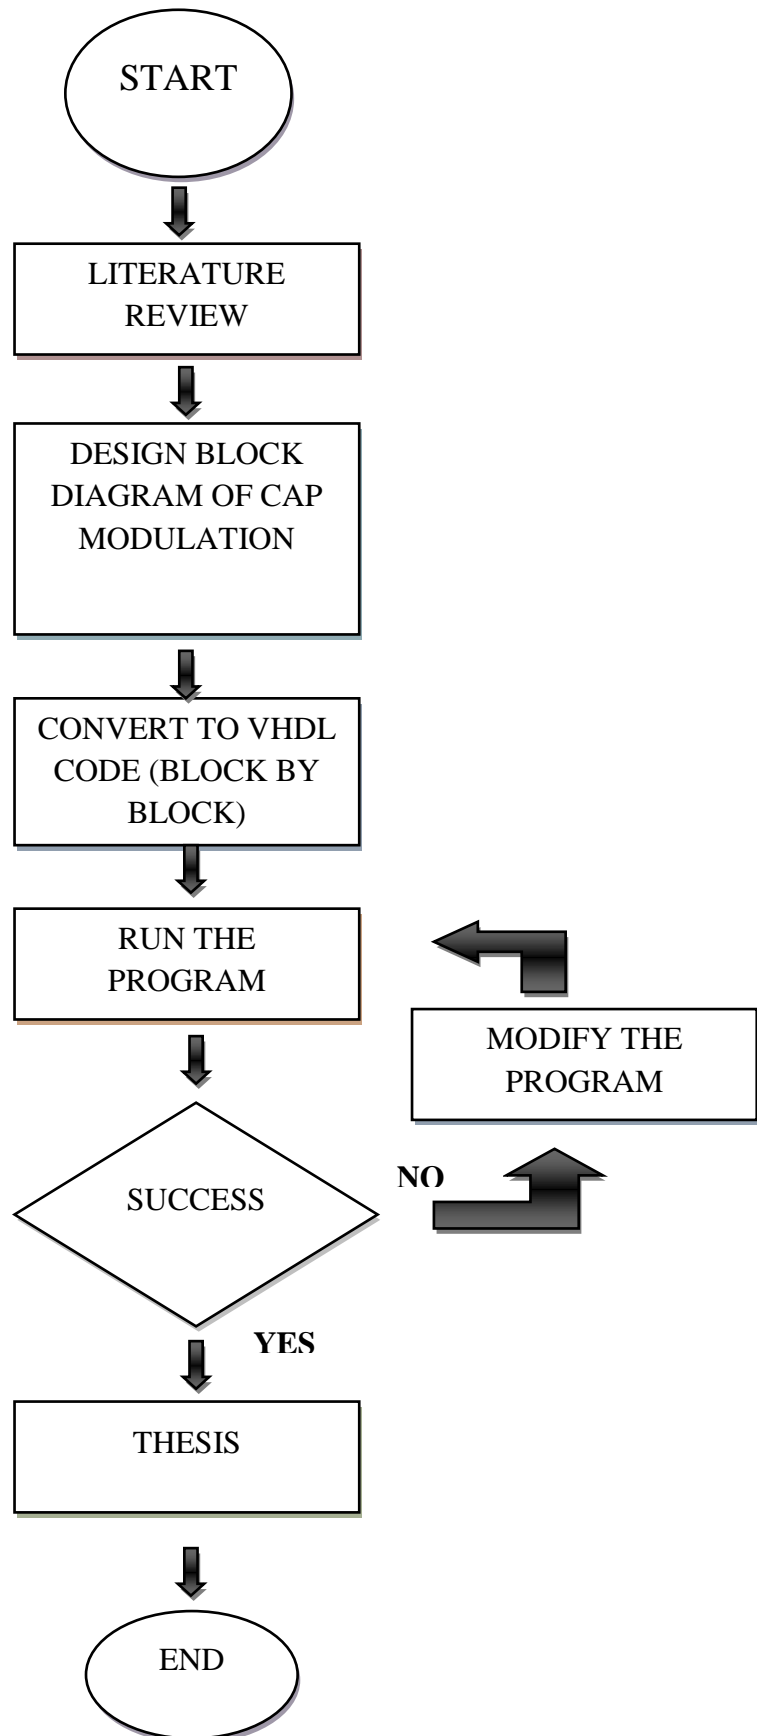 START
LITERATURE
REVIEW
DESIGN BLOCK
DIAGRAM OF CAP
MODULATION
CONVERT TO VHDL
CODE (BLOCK BY
BLOCK)
RUN THE
PROGRAM
MODIFY THE
PROGRAM
NO
SUCCESS
YES
THESIS
END